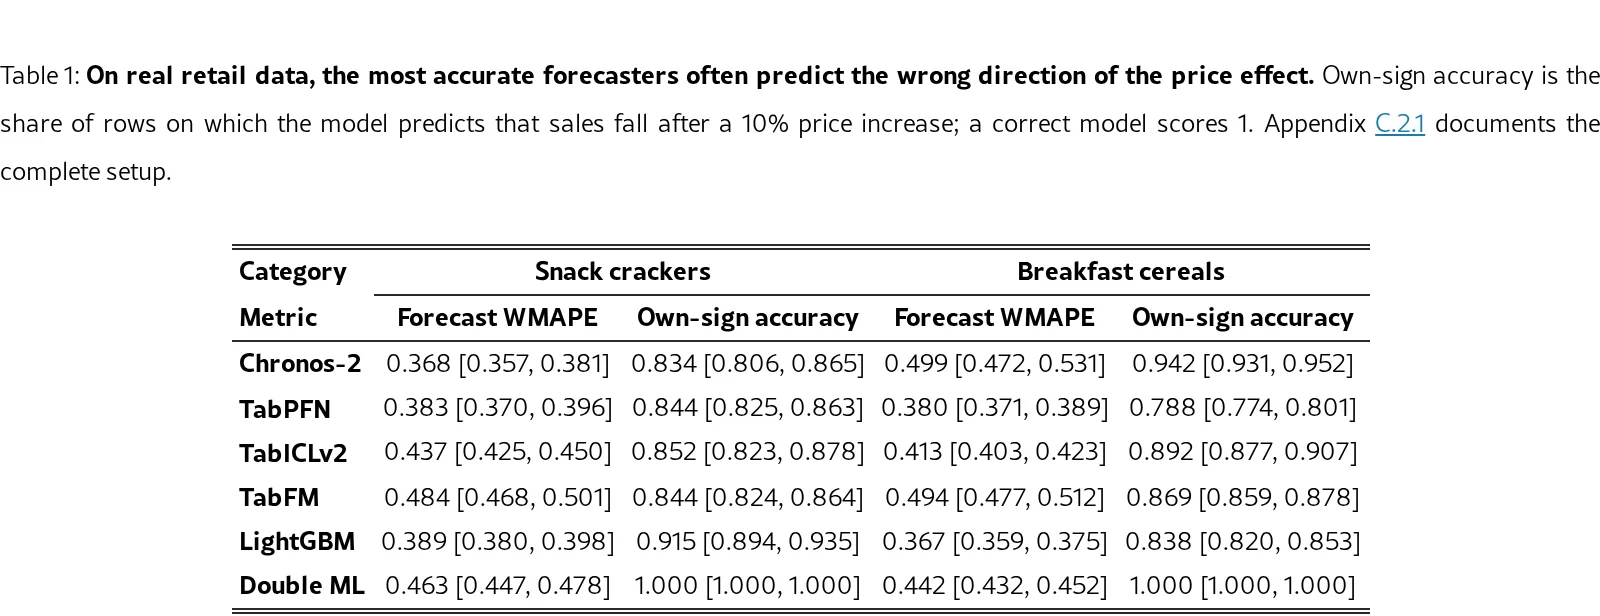 Table 1: On real retail data, the most accurate forecasters often predict the wrong direction of the price effect. Own-sign accuracy is the
share of rows on which the model predicts that sales fall after a 10% price increase; a correct model scores 1. Appendix C.2.1 documents the
complete setup.
Category Snack crackers Breakfast cereals
Metric Forecast WMAPE Own-sign accuracy Forecast WMAPE Own-sign accuracy
Chronos-2 0.368 [0.357, 0.381] 0.834 [0.806, 0.865] 0.499 [0.472, 0.531] 0.942 [0.931, 0.952]
TabPFN 0.383 [0.370, 0.396] 0.844 [0.825, 0.863] 0.380 [0.371, 0.389] 0.788 [0.774, 0.801]
TabICLv2 0.437 [0.425, 0.450] 0.852 [0.823, 0.878] 0.413 [0.403, 0.423] 0.892 [0.877, 0.907]
TabFM 0.484 [0.468, 0.501] 0.844 [0.824, 0.864] 0.494 [0.477, 0.512] 0.869 [0.859, 0.878]
LightGBM 0.389 [0.380, 0.398] 0.915 [0.894, 0.935] 0.367 [0.359, 0.375] 0.838 [0.820, 0.853]
Double ML 0.463 [0.447, 0.478] 1.000 [1.000, 1.000] 0.442 [0.432, 0.452] 1.000 [1.000, 1.000]